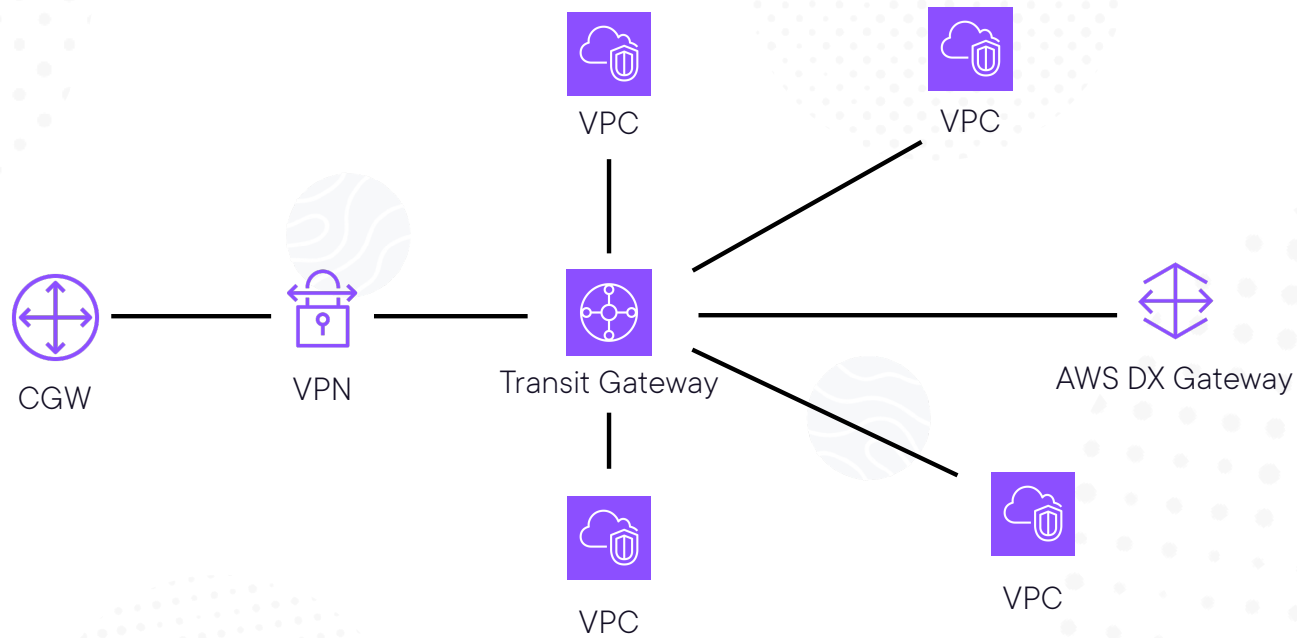 VPC
VPC
CGW
VPN
Transit Gateway
AWS DX Gateway
VPC
VPC